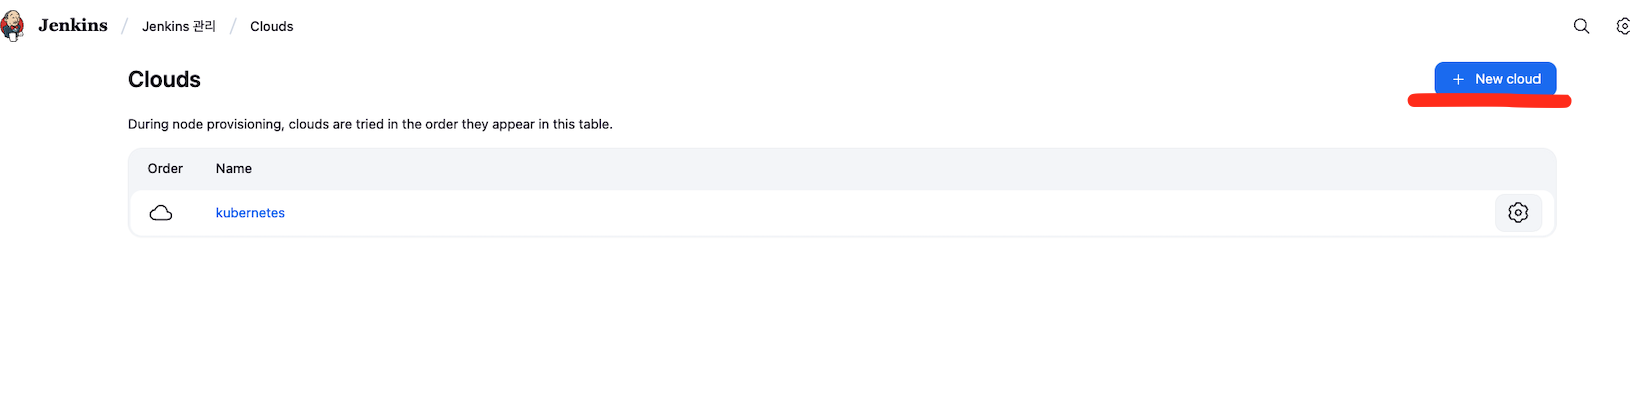 Jenkins / Jenkins 관리 / Clouds
Clouds
+ New cloud
During node provisioning, clouds are tried in the order they appear in this table.
Order Name
kubernetes